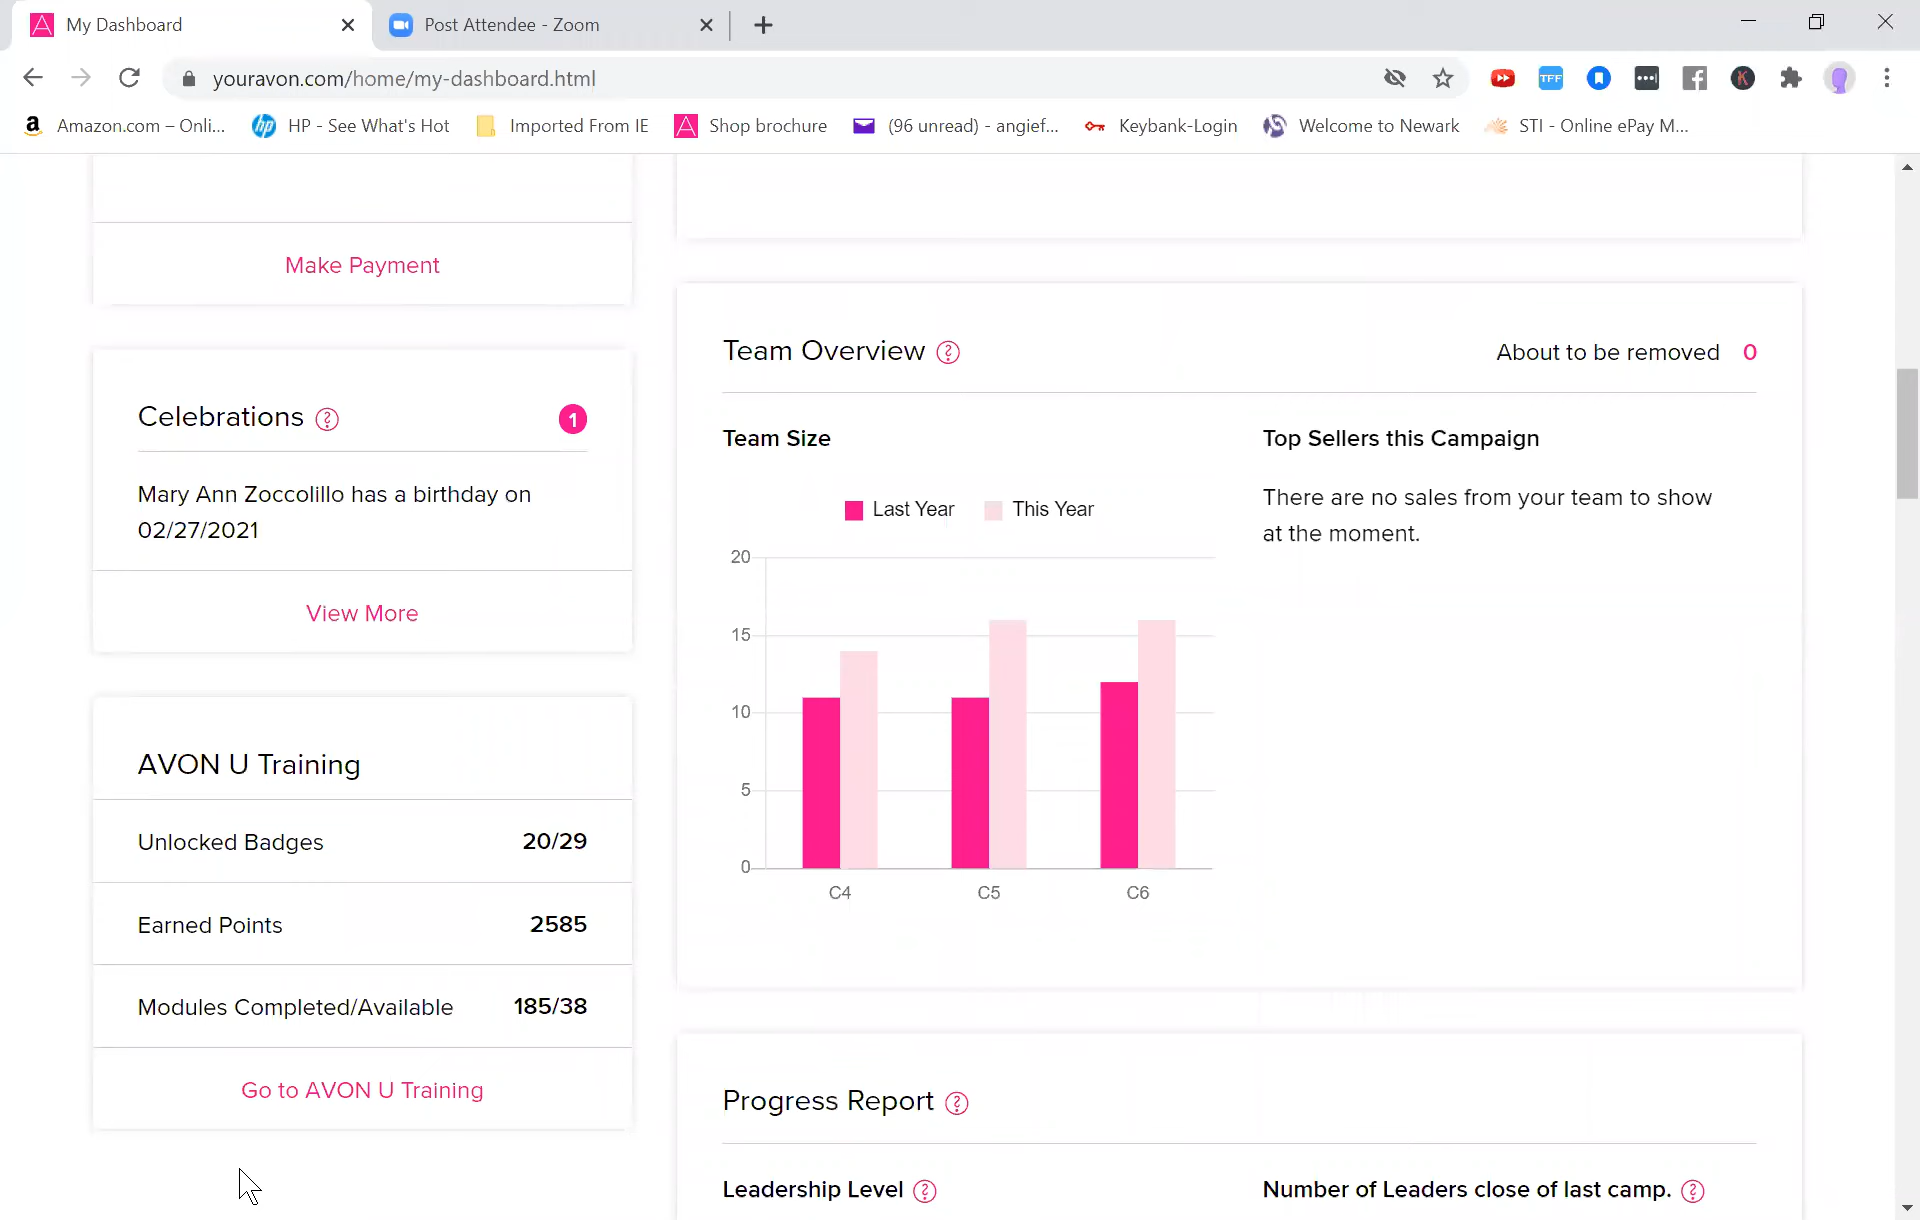 My Dashboard
Post Attendee - Zoom
youravon.com/home/my-dashboard.html
TFF
K
a Amazon.com – Onli...
hp HP - See What's Hot
Imported From IE
A Shop brochure
(96 unread) - angief...
Keybank-Login
Welcome to Newark
STI - Online ePay M...
Make Payment
Celebrations ?
1
Mary Ann Zoccolillo has a birthday on
02/27/2021
View More
AVON U Training
Unlocked Badges 20/29
Earned Points 2585
Modules Completed/Available 185/38
Go to AVON U Training
Team Overview ?
About to be removed 0
Team Size
Last Year This Year
20
15
10
5
0
C4 C5 C6
Top Sellers this Campaign
There are no sales from your team to show
at the moment.
Progress Report ?
Leadership Level ?
Number of Leaders close of last camp. ?